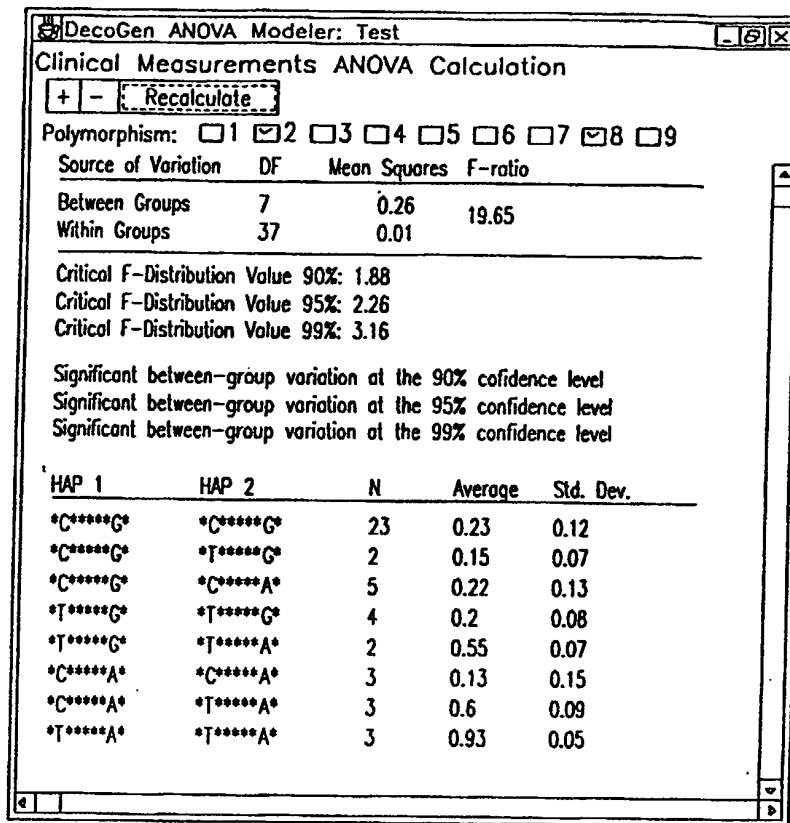 DecoGen ANOVA Modeler: Test
Clinical Measurements ANOVA Calculation
+ - Recalculate
Polymorphism: 1 2 3 4 5 6 7 8 9
Source of Variation DF Mean Squares F-ratio
Between Groups 7 0.26 19.65
Within Groups 37 0.01
Critical F-Distribution Value 90%: 1.88
Critical F-Distribution Value 95%: 2.26
Critical F-Distribution Value 99%: 3.16
Significant between-group variation at the 90% cofidence level
Significant between-group variation at the 95% confidence level
Significant between-group variation at the 99% confidence level
HAP 1 HAP 2 N Average Std. Dev.
*C*****G* *C*****G* 23 0.23 0.12
*C*****G* *T*****G* 2 0.15 0.07
*C*****G* *C*****A* 5 0.22 0.13
*T*****G* *T*****G* 4 0.2 0.08
*T*****G* *T*****A* 2 0.55 0.07
*C*****A* *C*****A* 3 0.13 0.15
*C*****A* *T*****A* 3 0.6 0.09
*T*****A* *T*****A* 3 0.93 0.05